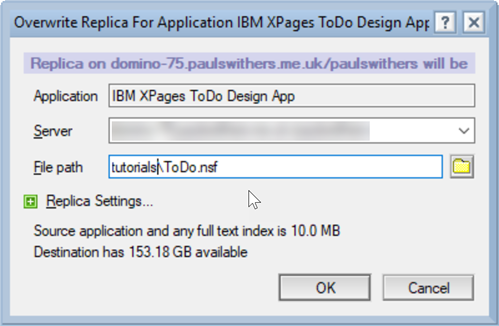 Overwrite Replica For Application IBM XPages ToDo Design App
Replica on domino-75.paulswithers.me.uk/paulswithers will be
Application IBM XPages ToDo Design App
Server
File path tutorials\ToDo.nsf
Replica Settings...
Source application and any full text index is 10.0 MB
Destination has 153.18 GB available
OK Cancel